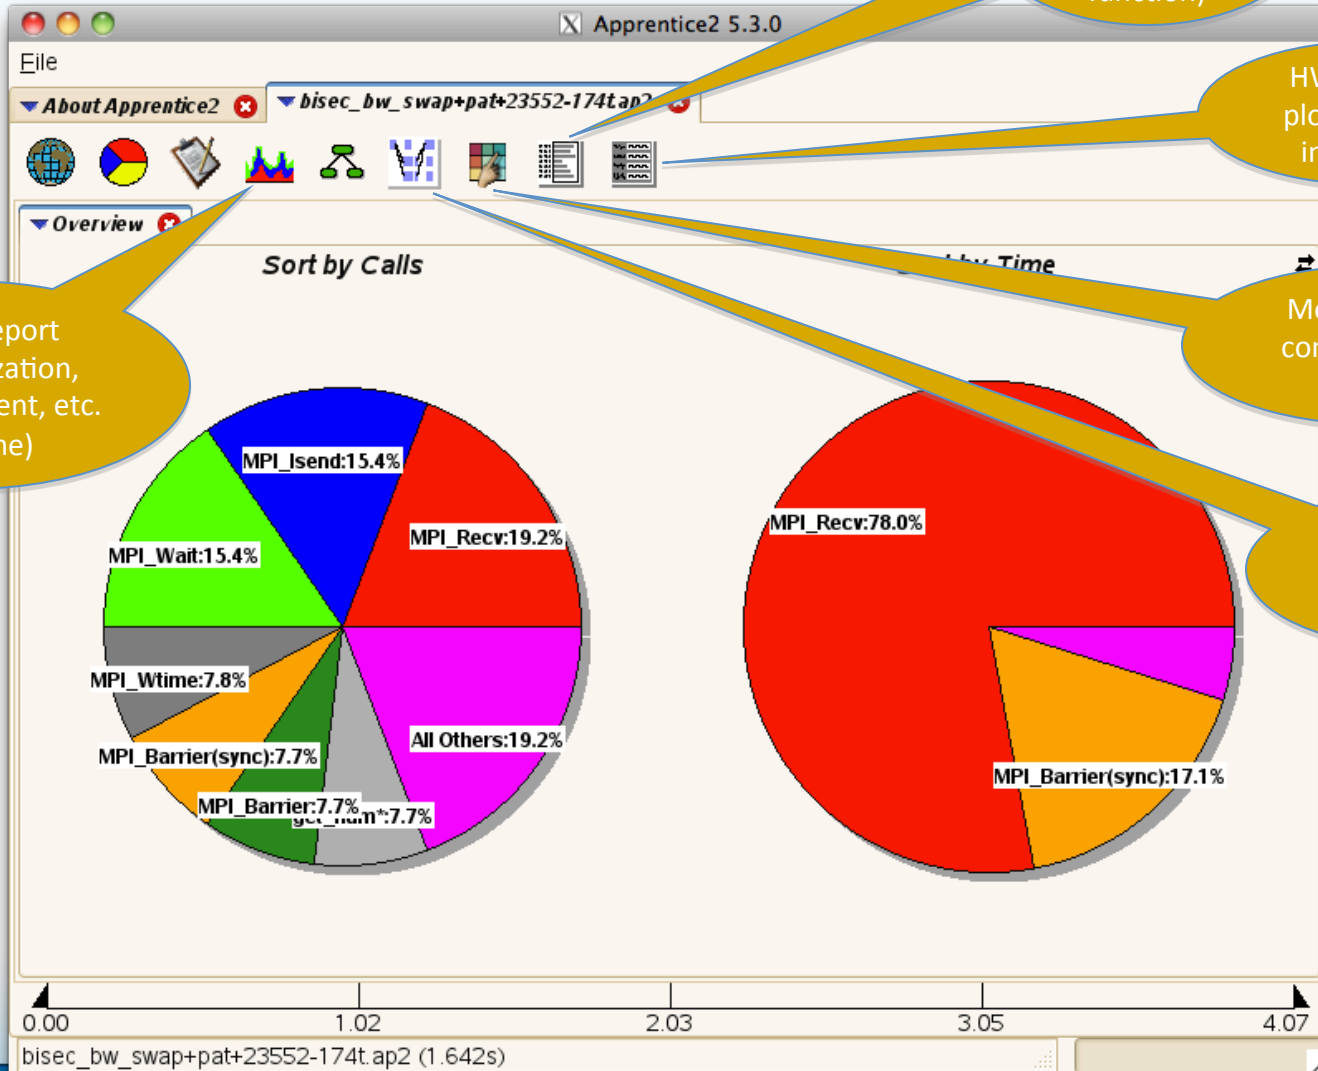 Apprentice2 5.3.0
File
About Apprentice2
bisec_bw_swap+pat+23552-174t.ap2
Overview
Sort by Calls
Time
MPI_Isend:15.4%
MPI_Recv:19.2%
MPI_Wait:15.4%
MPI_Wtime:7.8%
MPI_Barrier(sync):7.7%
MPI_Barrier:7.7%
:7.7%
All Others:19.2%
MPI_Recv:78.0%
MPI_Barrier(sync):17.1%
0.00
1.02
2.03
3.05
4.07
bisec_bw_swap+pat+23552-174t.ap2 (1.642s)
eport
zation,
ent, etc.
ne)
HW
plo
in
Me
con